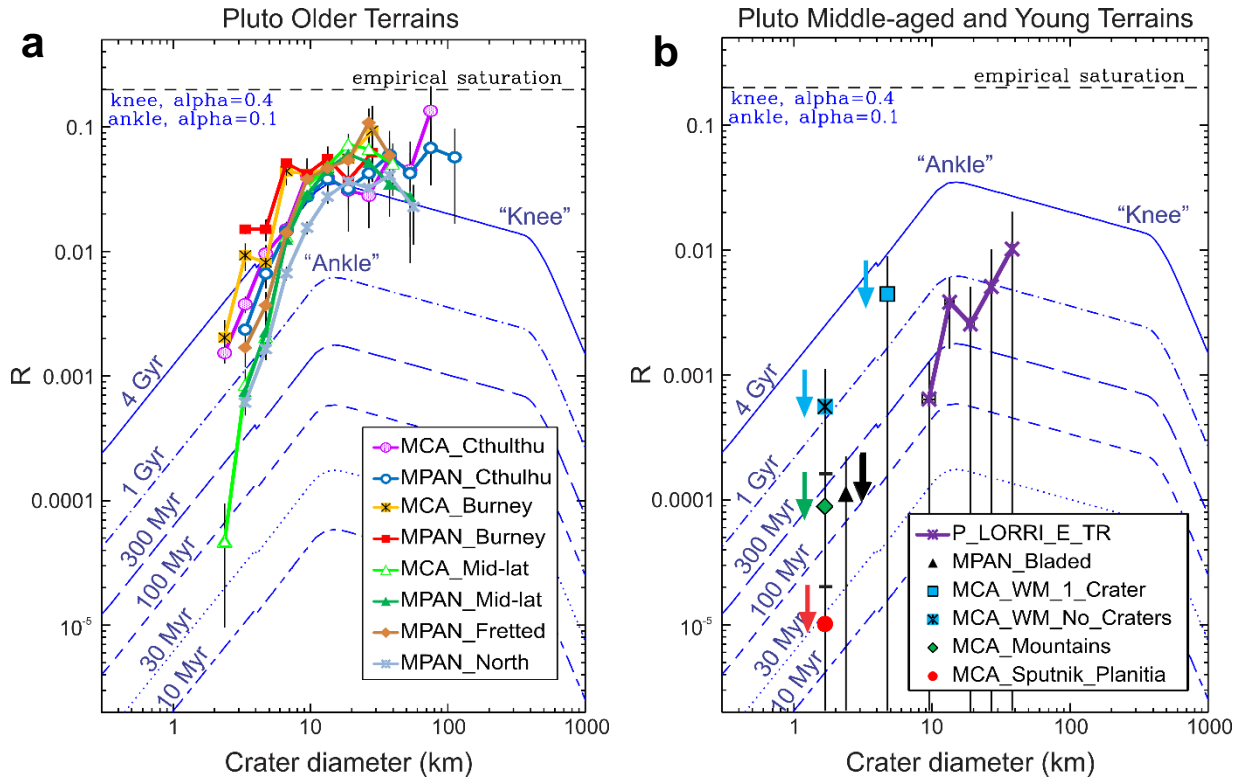 Pluto Older Terrains
a
empirical saturation
knee, alpha=0.4
ankle, alpha=0.1
0.1
0.01
0.001
0.0001
10⁻⁵
R
“Knee”
“Ankle”
4 Gyr
1 Gyr
300 Myr
100 Myr
30 Myr
10 Myr
MCA_Cthulthu
MPAN_Cthulhu
MCA_Burney
MPAN_Burney
MCA_Mid-lat
MPAN_Mid-lat
MPAN_Fretted
MPAN_North
1
10
100
1000
Crater diameter (km)
Pluto Middle-aged and Young Terrains
b
empirical saturation
knee, alpha=0.4
ankle, alpha=0.1
0.1
0.01
0.001
0.0001
10⁻⁵
R
“Ankle”
“Knee”
4 Gyr
1 Gyr
300 Myr
100 Myr
30 Myr
10 Myr
P_LORRI_E_TR
MPAN_Bladed
MCA_WM_1_Crater
MCA_WM_No_Craters
MCA_Mountains
MCA_Sputnik_Planitia
1
10
100
1000
Crater diameter (km)